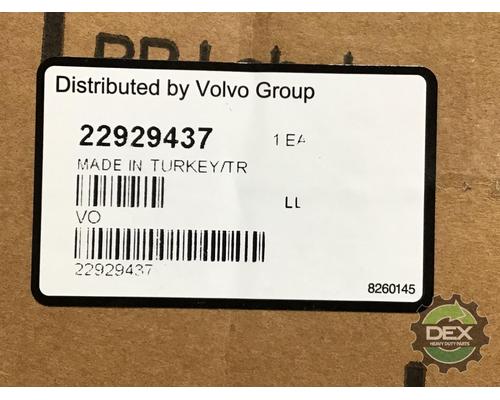 Distributed by Volvo Group
22929437 1 EA
MADE IN TURKEY/TR
VO LL
22929437
8260145
DEX
HEAVY DUTY PARTS